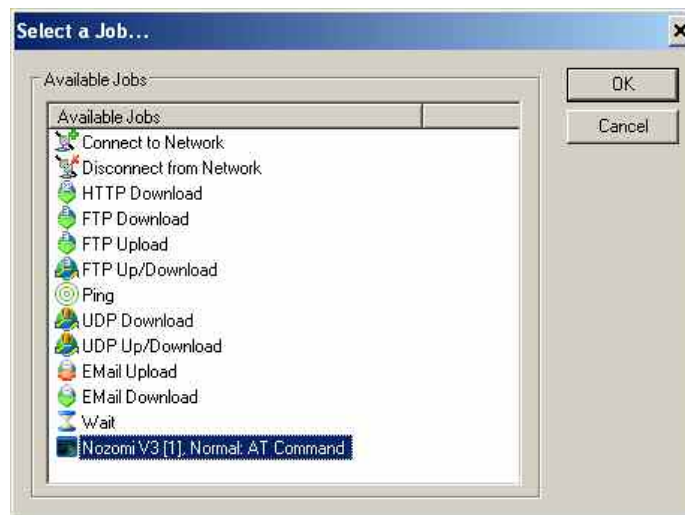 Select a Job...
Available Jobs
OK
Cancel
Available Jobs
Connect to Network
Disconnect from Network
HTTP Download
FTP Download
FTP Upload
FTP Up/Download
Ping
UDP Download
UDP Up/Download
EMail Upload
EMail Download
Wait
Nozomi V3 [1], Normal: AT Command